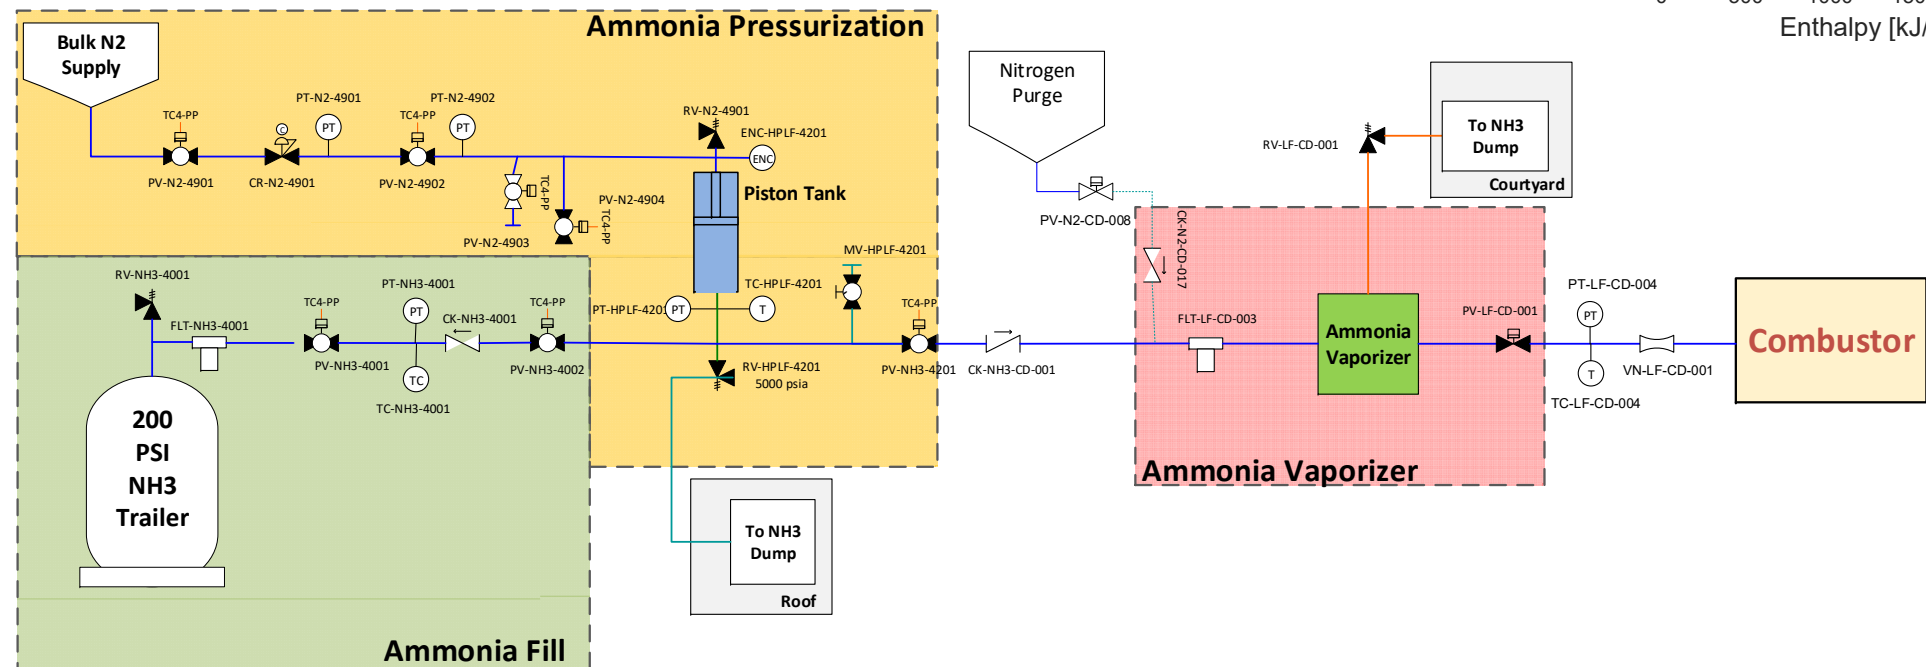 Enthalpy [kJ/
Ammonia Pressurization
Bulk N2
Supply
PT-N2-4901
PT-N2-4902
TC4-PP
PT
TC4-PP
PT
RV-N2-4901
ENC-HPLF-4201
ENC
C
PV-N2-4901
CR-N2-4901
PV-N2-4902
TC4-PP
PV-N2-4903
PV-N2-4904
TC4-PP
Piston Tank
Nitrogen
Purge
PV-N2-CD-008
CK-N2-CD-017
RV-LF-CD-001
To NH3
Dump
Courtyard
RV-NH3-4001
PT-NH3-4001
FLT-NH3-4001
TC4-PP
PT
CK-NH3-4001
TC4-PP
PV-NH3-4001
TC
TC-NH3-4001
PV-NH3-4002
PT-HPLF-4201
PT
TC-HPLF-4201
T
MV-HPLF-4201
TC4-PP
RV-HPLF-4201
5000 psia
PV-NH3-4201
CK-NH3-CD-001
FLT-LF-CD-003
Ammonia
Vaporizer
PV-LF-CD-001
PT-LF-CD-004
PT
T
TC-LF-CD-004
VN-LF-CD-001
Combustor
200
PSI
NH3
Trailer
Ammonia Vaporizer
To NH3
Dump
Roof
Ammonia Fill